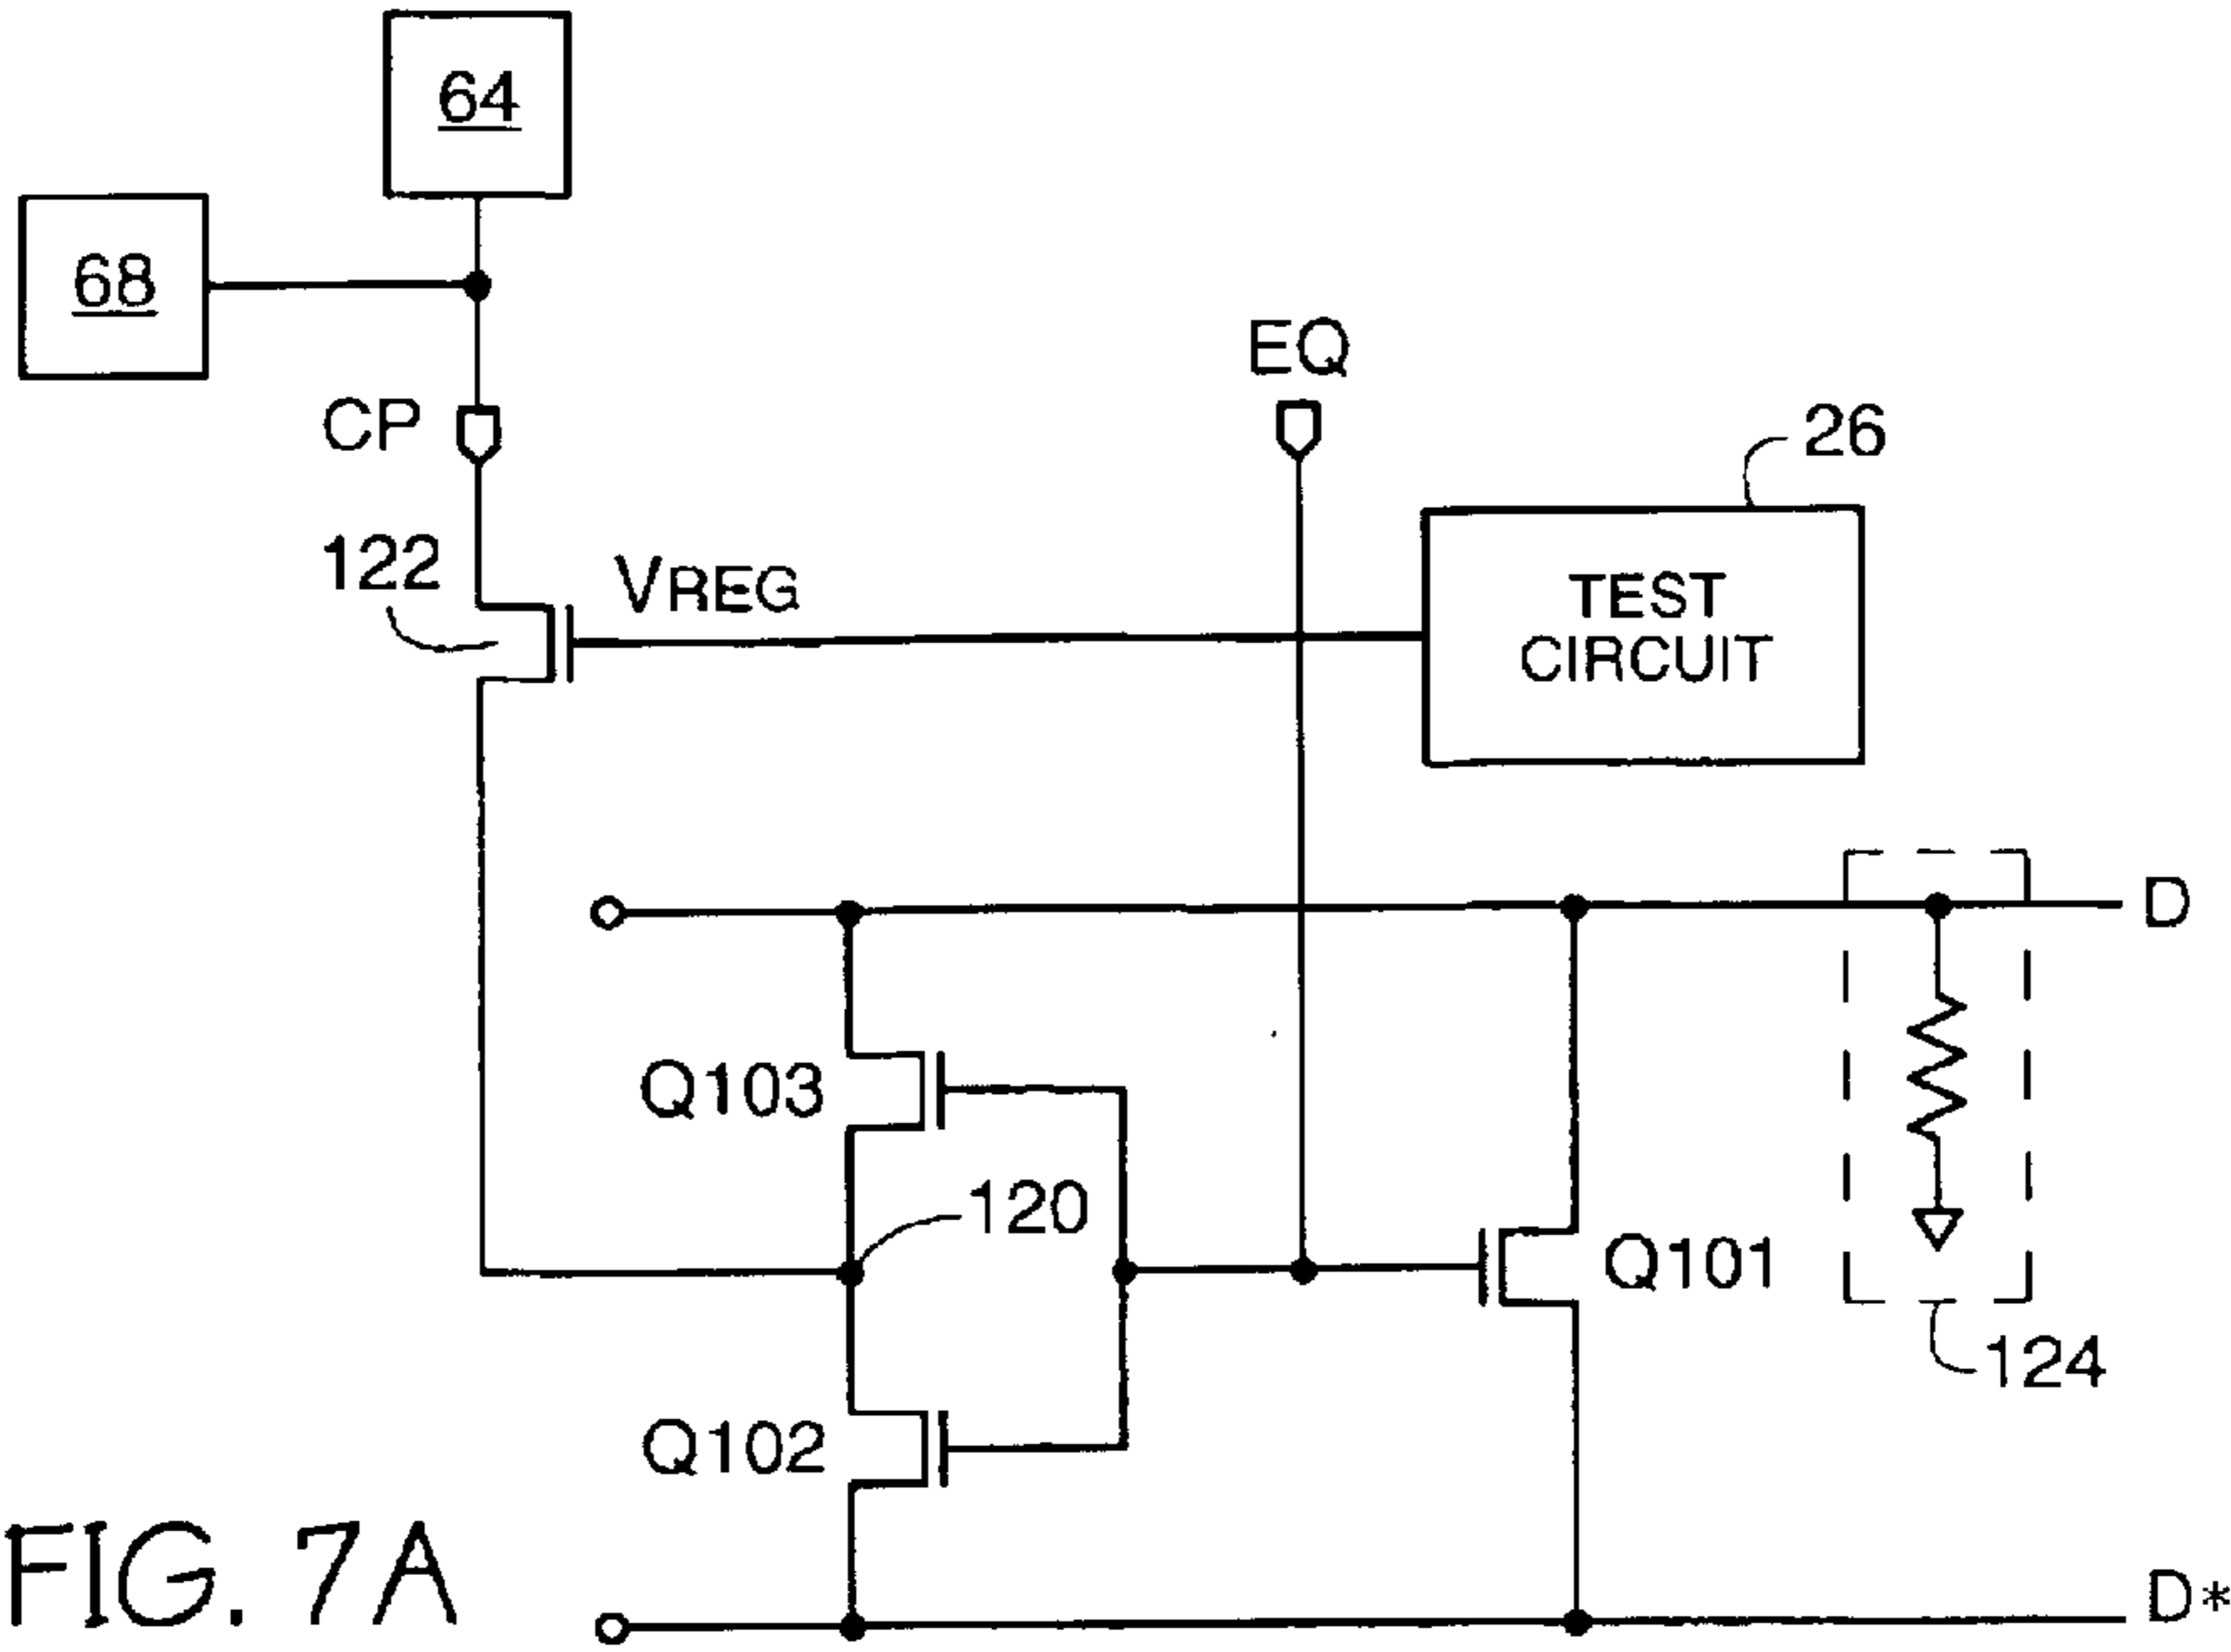 64
68
CP
EQ
26
122
VREG
TEST
CIRCUIT
D
Q103
120
Q101
124
Q102
FIG. 7A
D*